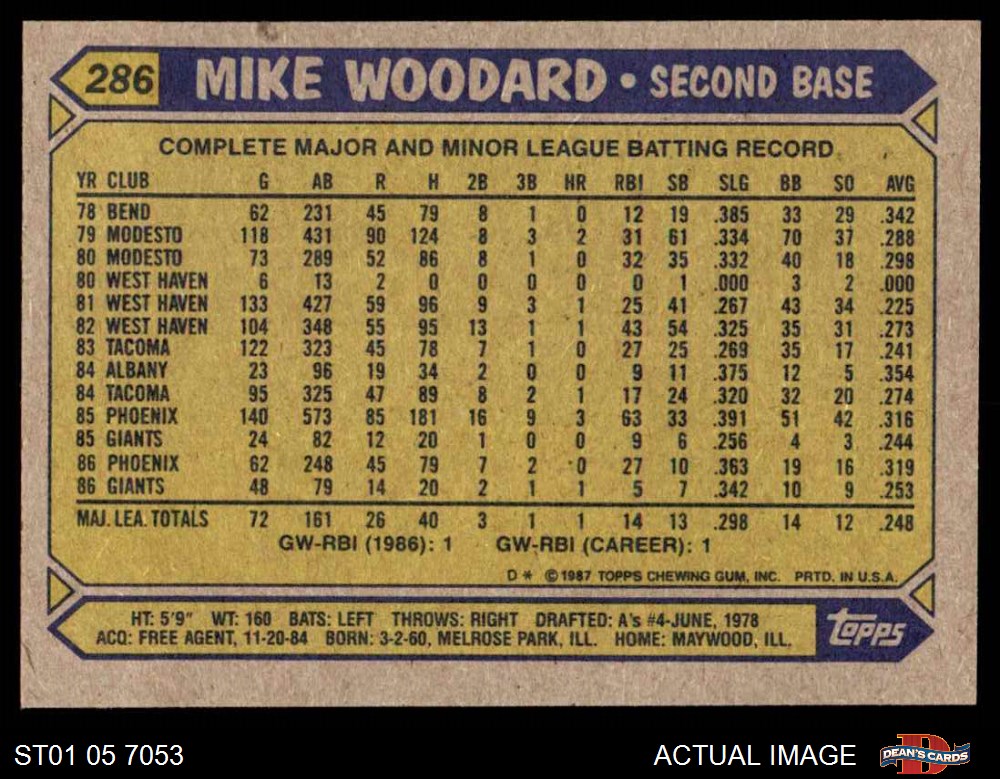 286 MIKE WOODARD • SECOND BASE
COMPLETE MAJOR AND MINOR LEAGUE BATTING RECORD
YR CLUB G AB R H 2B 3B HR RBI SB SLG BB SO AVG
78 BEND 62 231 45 79 8 1 0 12 19 .385 33 29 .342
79 MODESTO 118 431 90 124 8 3 2 31 61 .334 70 37 .288
80 MODESTO 73 289 52 86 8 1 0 32 35 .332 40 18 .298
80 WEST HAVEN 6 13 2 0 0 0 0 0 1 .000 3 2 .000
81 WEST HAVEN 133 427 59 96 9 3 1 25 41 .267 43 34 .225
82 WEST HAVEN 104 348 55 95 13 1 1 43 54 .325 35 31 .273
83 TACOMA 122 323 45 78 7 1 0 27 25 .269 35 17 .241
84 ALBANY 23 96 19 34 2 0 0 9 11 .375 12 5 .354
84 TACOMA 95 325 47 89 8 2 1 17 24 .320 32 20 .274
85 PHOENIX 140 573 85 181 16 9 3 63 33 .391 51 42 .316
85 GIANTS 24 82 12 20 1 0 0 9 6 .256 4 3 .244
86 PHOENIX 62 248 45 79 7 2 0 27 10 .363 19 16 .319
86 GIANTS 48 79 14 20 2 1 1 5 7 .342 10 9 .253
MAJ. LEA. TOTALS 72 161 26 40 3 1 1 14 13 .298 14 12 .248
GW-RBI (1986): 1 GW-RBI (CAREER): 1
D * © 1987 TOPPS CHEWING GUM, INC. PRTD. IN U.S.A.
HT: 5'9" WT: 160 BATS: LEFT THROWS: RIGHT DRAFTED: A's #4-JUNE, 1978
ACQ: FREE AGENT, 11-20-84 BORN: 3-2-60, MELROSE PARK, ILL. HOME: MAYWOOD, ILL.
topps
ST01 05 7053
ACTUAL IMAGE
DEAN'S CARDS